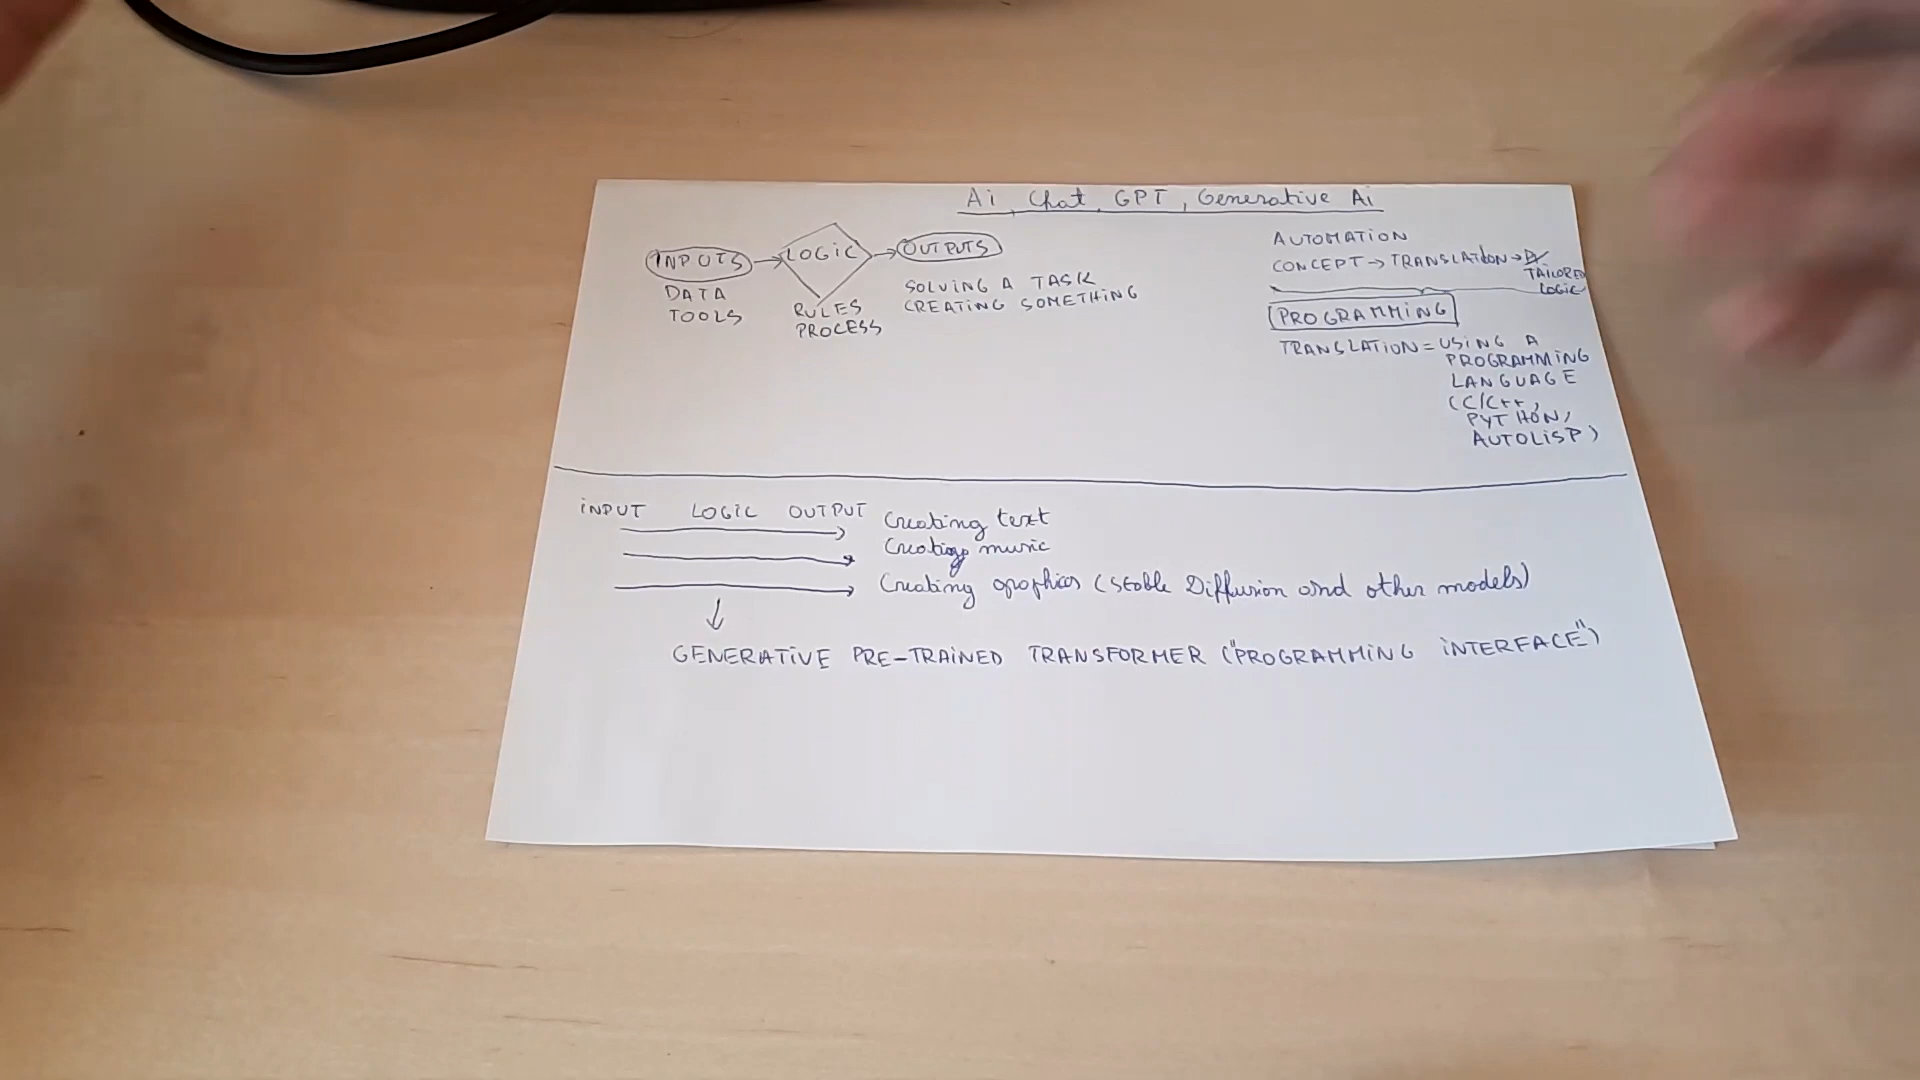 Ai, Chat GPT, Generative Ai
INPUTS → LOGIC → OUTPUTS
DATA
TOOLS
RULES
PROCESS
SOLVING A TASK
CREATING SOMETHING
AUTOMATION
CONCEPT → TRANSLATION →
TAILORED
LOGIC
PROGRAMMING
TRANSLATION = USING A
PROGRAMMING
LANGUAGE
(C/C++,
PYTHON,
AUTOLISP)
INPUT LOGIC OUTPUT
Creating text
Creating music
Creating graphics (Stable Diffusion and other models)
GENERATIVE PRE-TRAINED TRANSFORMER ("PROGRAMMING INTERFACE")